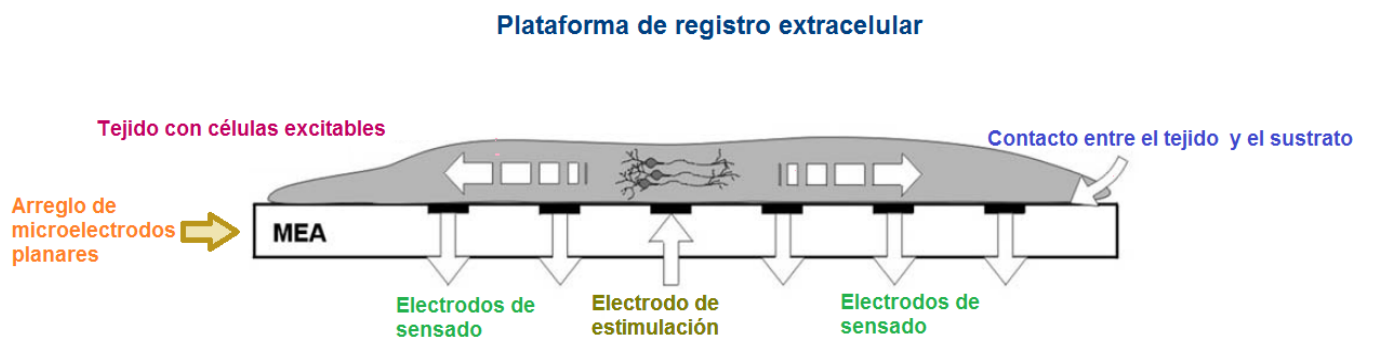 Plataforma de registro extracelular
Tejido con células excitables
Contacto entre el tejido y el sustrato
Arreglo de
microelectrodos
planares
MEA
Electrodos de
sensado
Electrodo de
estimulación
Electrodos de
sensado